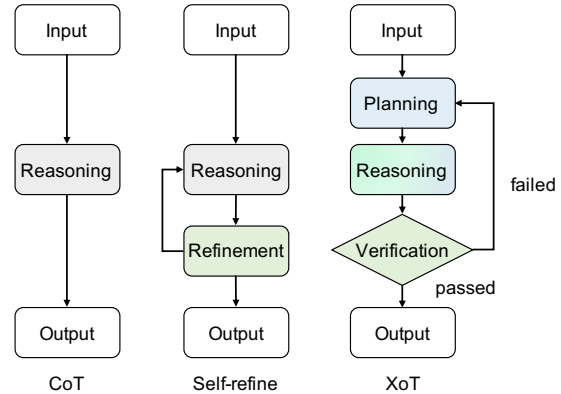 Input
Reasoning
Output
CoT
Input
Reasoning
Refinement
Output
Self-refine
Input
Planning
Reasoning
Verification
failed
passed
Output
XoT